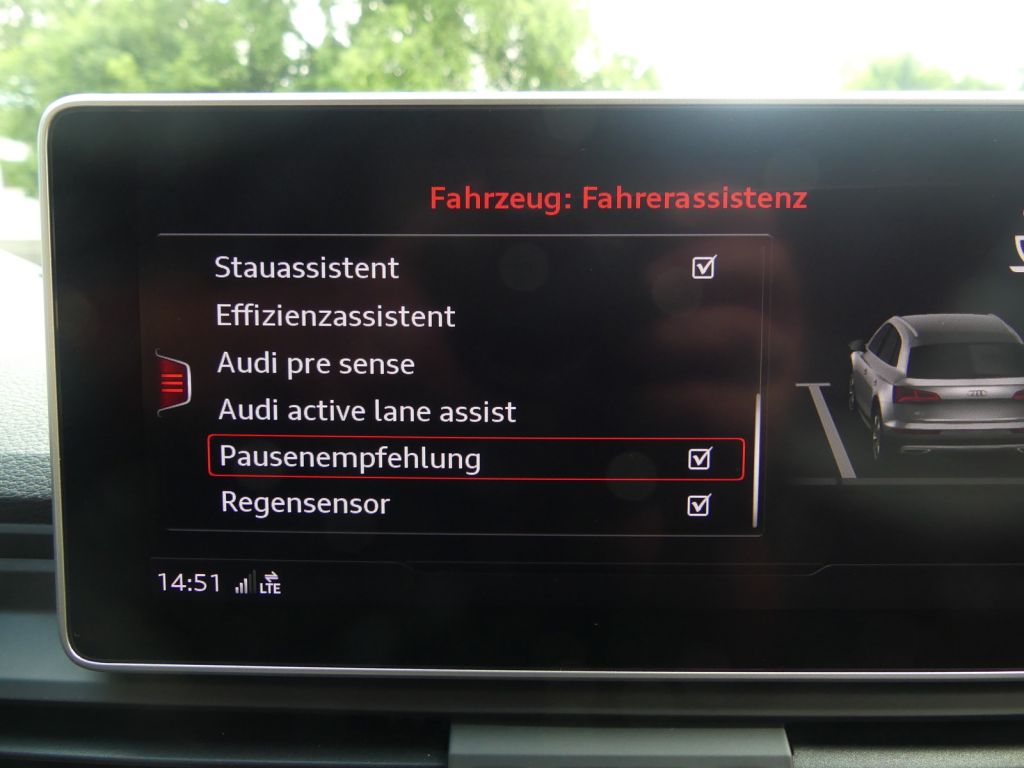 Fahrzeug: Fahrerassistenz
Stauassistent
Effizienzassistent
Audi pre sense
Audi active lane assist
Pausenempfehlung
Regensensor
14:51 LTE